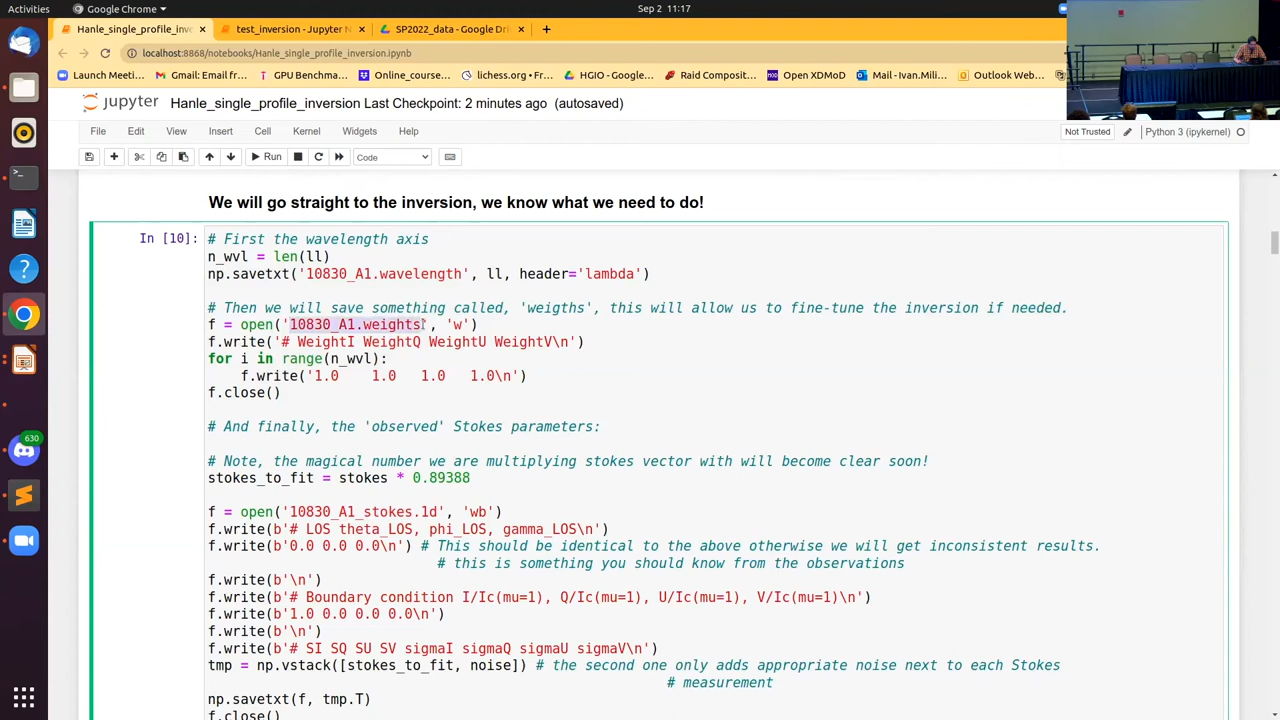 Activities
Google Chrome
Sep 2 11:17
Hanle_single_profile_inve
test_inversion - Jupyter N
SP2022_data - Google Dri
localhost:8868/notebooks/Hanle_single_profile_inversion.ipynb
Launch Meeti...
Gmail: Email fr...
GPU Benchma...
Online_course...
lichess.org • Fr...
HGIO - Google...
Raid Composit...
Open XDMoD
Mail - Ivan.Mili...
Outlook Web...
jupyter Hanle_single_profile_inversion Last Checkpoint: 2 minutes ago (autosaved)
File Edit View Insert Cell Kernel Widgets Help
Not Trusted
Python 3 (ipykernel)
Run
Code
We will go straight to the inversion, we know what we need to do!
In [10]:
# First the wavelength axis
n_wvl = len(ll)
np.savetxt('10830_A1.wavelength', ll, header='lambda')
# Then we will save something called, 'weigths', this will allow us to fine-tune the inversion if needed.
f = open('10830_A1.weights', 'w')
f.write('# WeightI WeightQ WeightU WeightV\n')
for i in range(n_wvl):
    f.write('1.0    1.0   1.0   1.0\n')
f.close()
# And finally, the 'observed' Stokes parameters:
# Note, the magical number we are multiplying stokes vector with will become clear soon!
stokes_to_fit = stokes * 0.89388
f = open('10830_A1_stokes.1d', 'wb')
f.write(b'# LOS theta_LOS, phi_LOS, gamma_LOS\n')
f.write(b'0.0 0.0 0.0\n') # This should be identical to the above otherwise we will get inconsistent results.
# this is something you should know from the observations
f.write(b'\n')
f.write(b'# Boundary condition I/Ic(mu=1), Q/Ic(mu=1), U/Ic(mu=1), V/Ic(mu=1)\n')
f.write(b'1.0 0.0 0.0 0.0\n')
f.write(b'\n')
f.write(b'# SI SQ SU SV sigmaI sigmaQ sigmaU sigmaV\n')
tmp = np.vstack([stokes_to_fit, noise]) # the second one only adds appropriate noise next to each Stokes
# measurement
np.savetxt(f, tmp.T)
f.close()
630